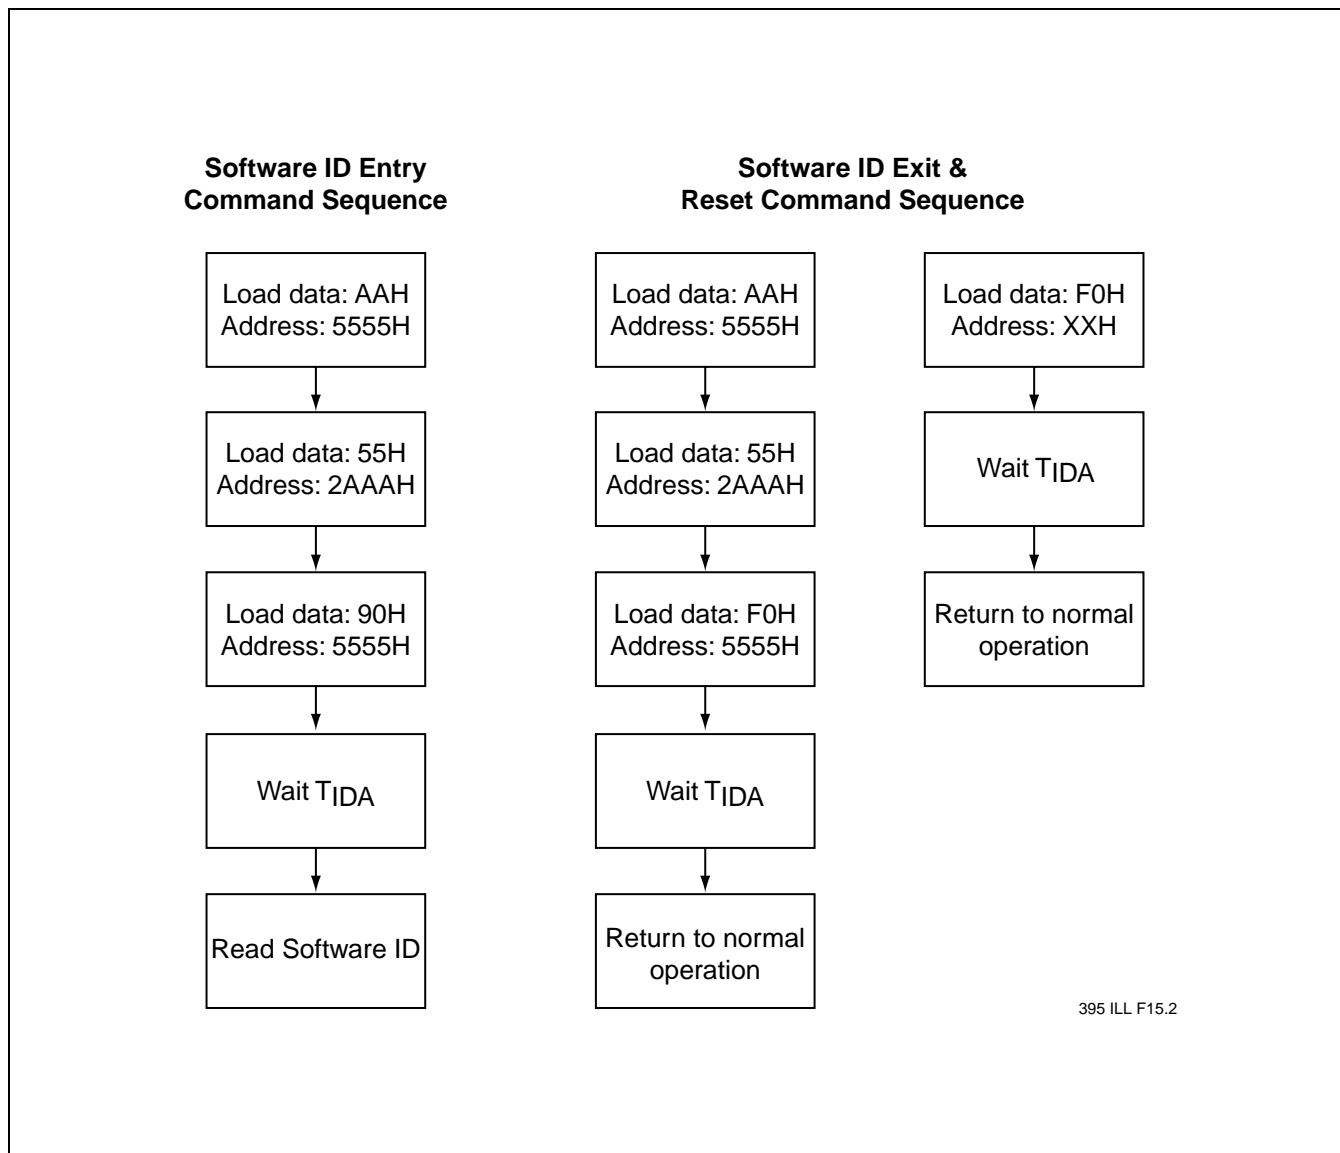 Software ID Entry
Command Sequence
Load data: AAH
Address: 5555H
Load data: 55H
Address: 2AAAH
Load data: 90H
Address: 5555H
Wait TIDA
Read Software ID
Software ID Exit &
Reset Command Sequence
Load data: AAH
Address: 5555H
Load data: 55H
Address: 2AAAH
Load data: F0H
Address: 5555H
Wait TIDA
Return to normal
operation
Load data: F0H
Address: XXH
Wait TIDA
Return to normal
operation
395 ILL F15.2